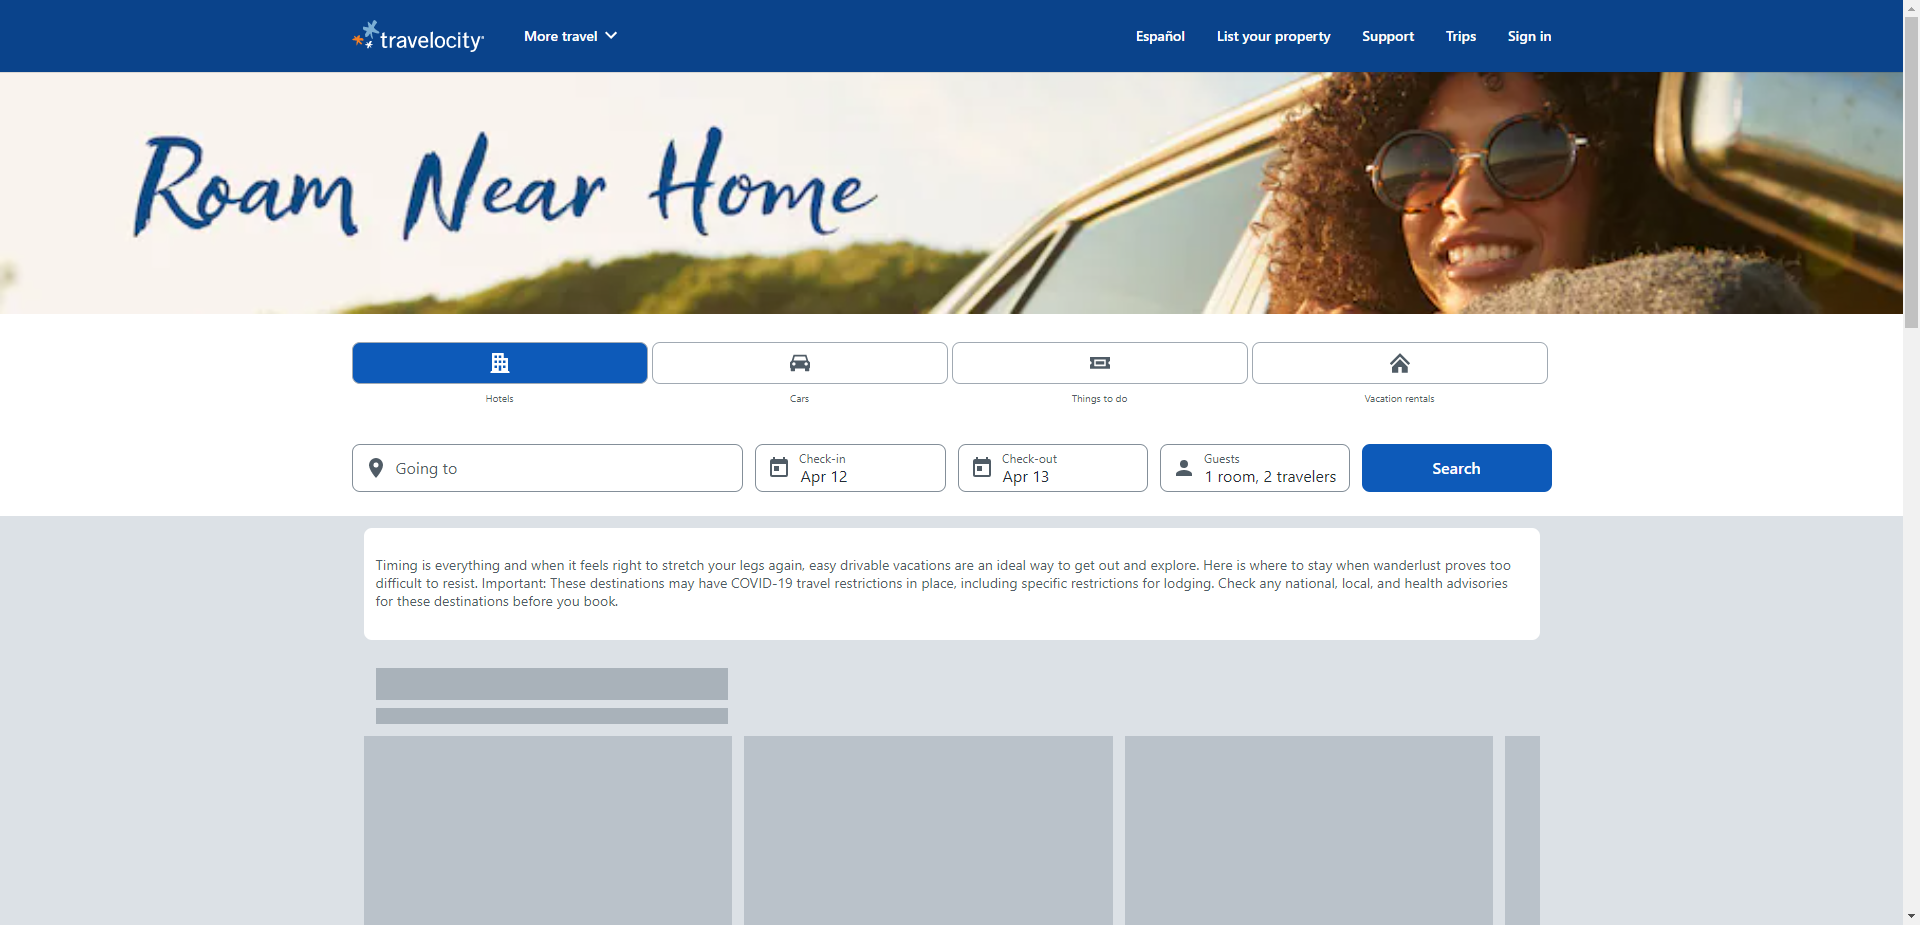 travelocity
More travel
Español
List your property
Support
Trips
Sign in
Roam Near Home
Hotels
Cars
Things to do
Vacation rentals
Going to
Check-in
Apr 12
Check-out
Apr 13
Guests
1 room, 2 travelers
Search
Timing is everything and when it feels right to stretch your legs again, easy drivable vacations are an ideal way to get out and explore. Here is where to stay when wanderlust proves too
difficult to resist. Important: These destinations may have COVID-19 travel restrictions in place, including specific restrictions for lodging. Check any national, local, and health advisories
for these destinations before you book.